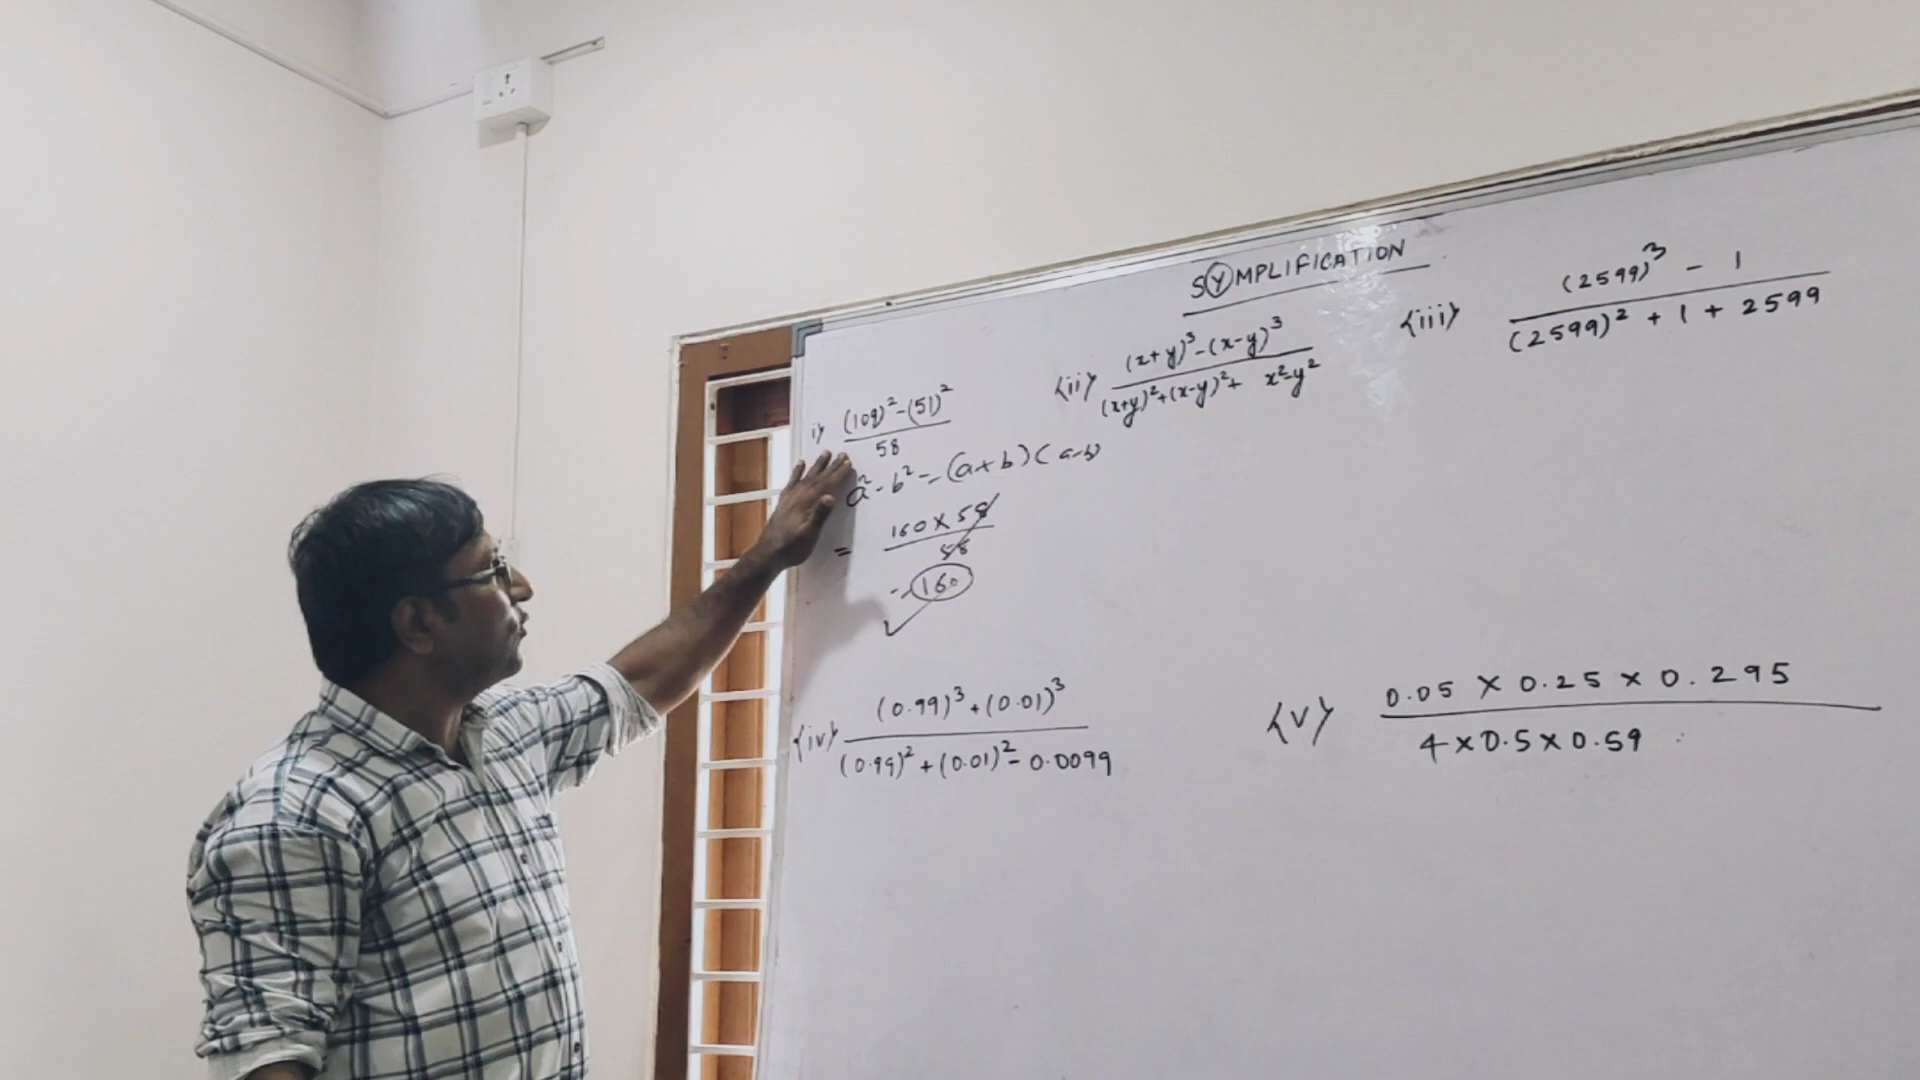 SYMPLIFICATION
i) (109)² - (51)²
58
a² - b² = (a+b)(a-b)
= 160 × 58
58
= 160
(ii) (x+y)³ - (x-y)³
(x+y)² + (x-y)² + x² - y²
(iii) (2599)³ - 1
(2599)² + 1 + 2599
(iv) (0.99)³ + (0.01)³
(0.99)² + (0.01)² - 0.0099
(v) 0.05 × 0.25 × 0.295
4 × 0.5 × 0.59